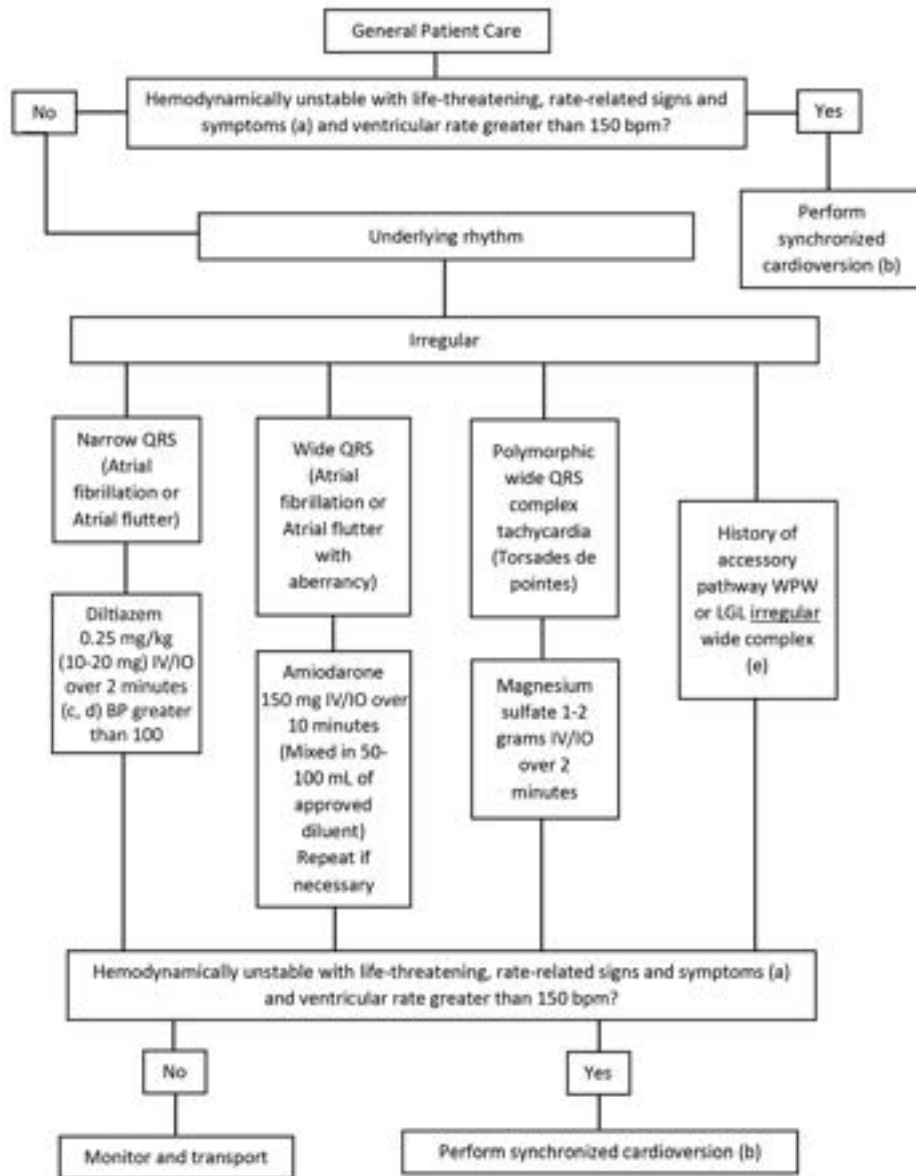 General Patient Care
No
Hemodynamically unstable with life-threatening, rate-related signs and
symptoms (a) and ventricular rate greater than 150 bpm?
Yes
Perform
synchronized
cardioversion (b)
Underlying rhythm
Irregular
Narrow QRS
(Atrial
fibrillation or
Atrial flutter)
Wide QRS
(Atrial
fibrillation or
Atrial flutter
with
aberrancy)
Polymorphic
wide QRS
complex
tachycardia
(Torsades de
pointes)
History of
accessory
pathway WPW
or LGL irregular
wide complex
(e)
Diltiazem
0.25 mg/kg
(10-20 mg) IV/IO
over 2 minutes
(c, d) BP greater
than 100
Amiodarone
150 mg IV/IO over
10 minutes
(Mixed in 50-
100 mL of
approved
diluent)
Repeat if
necessary
Magnesium
sulfate 1-2
grams IV/IO
over 2
minutes
Hemodynamically unstable with life-threatening, rate-related signs and symptoms (a)
and ventricular rate greater than 150 bpm?
No
Yes
Monitor and transport
Perform synchronized cardioversion (b)